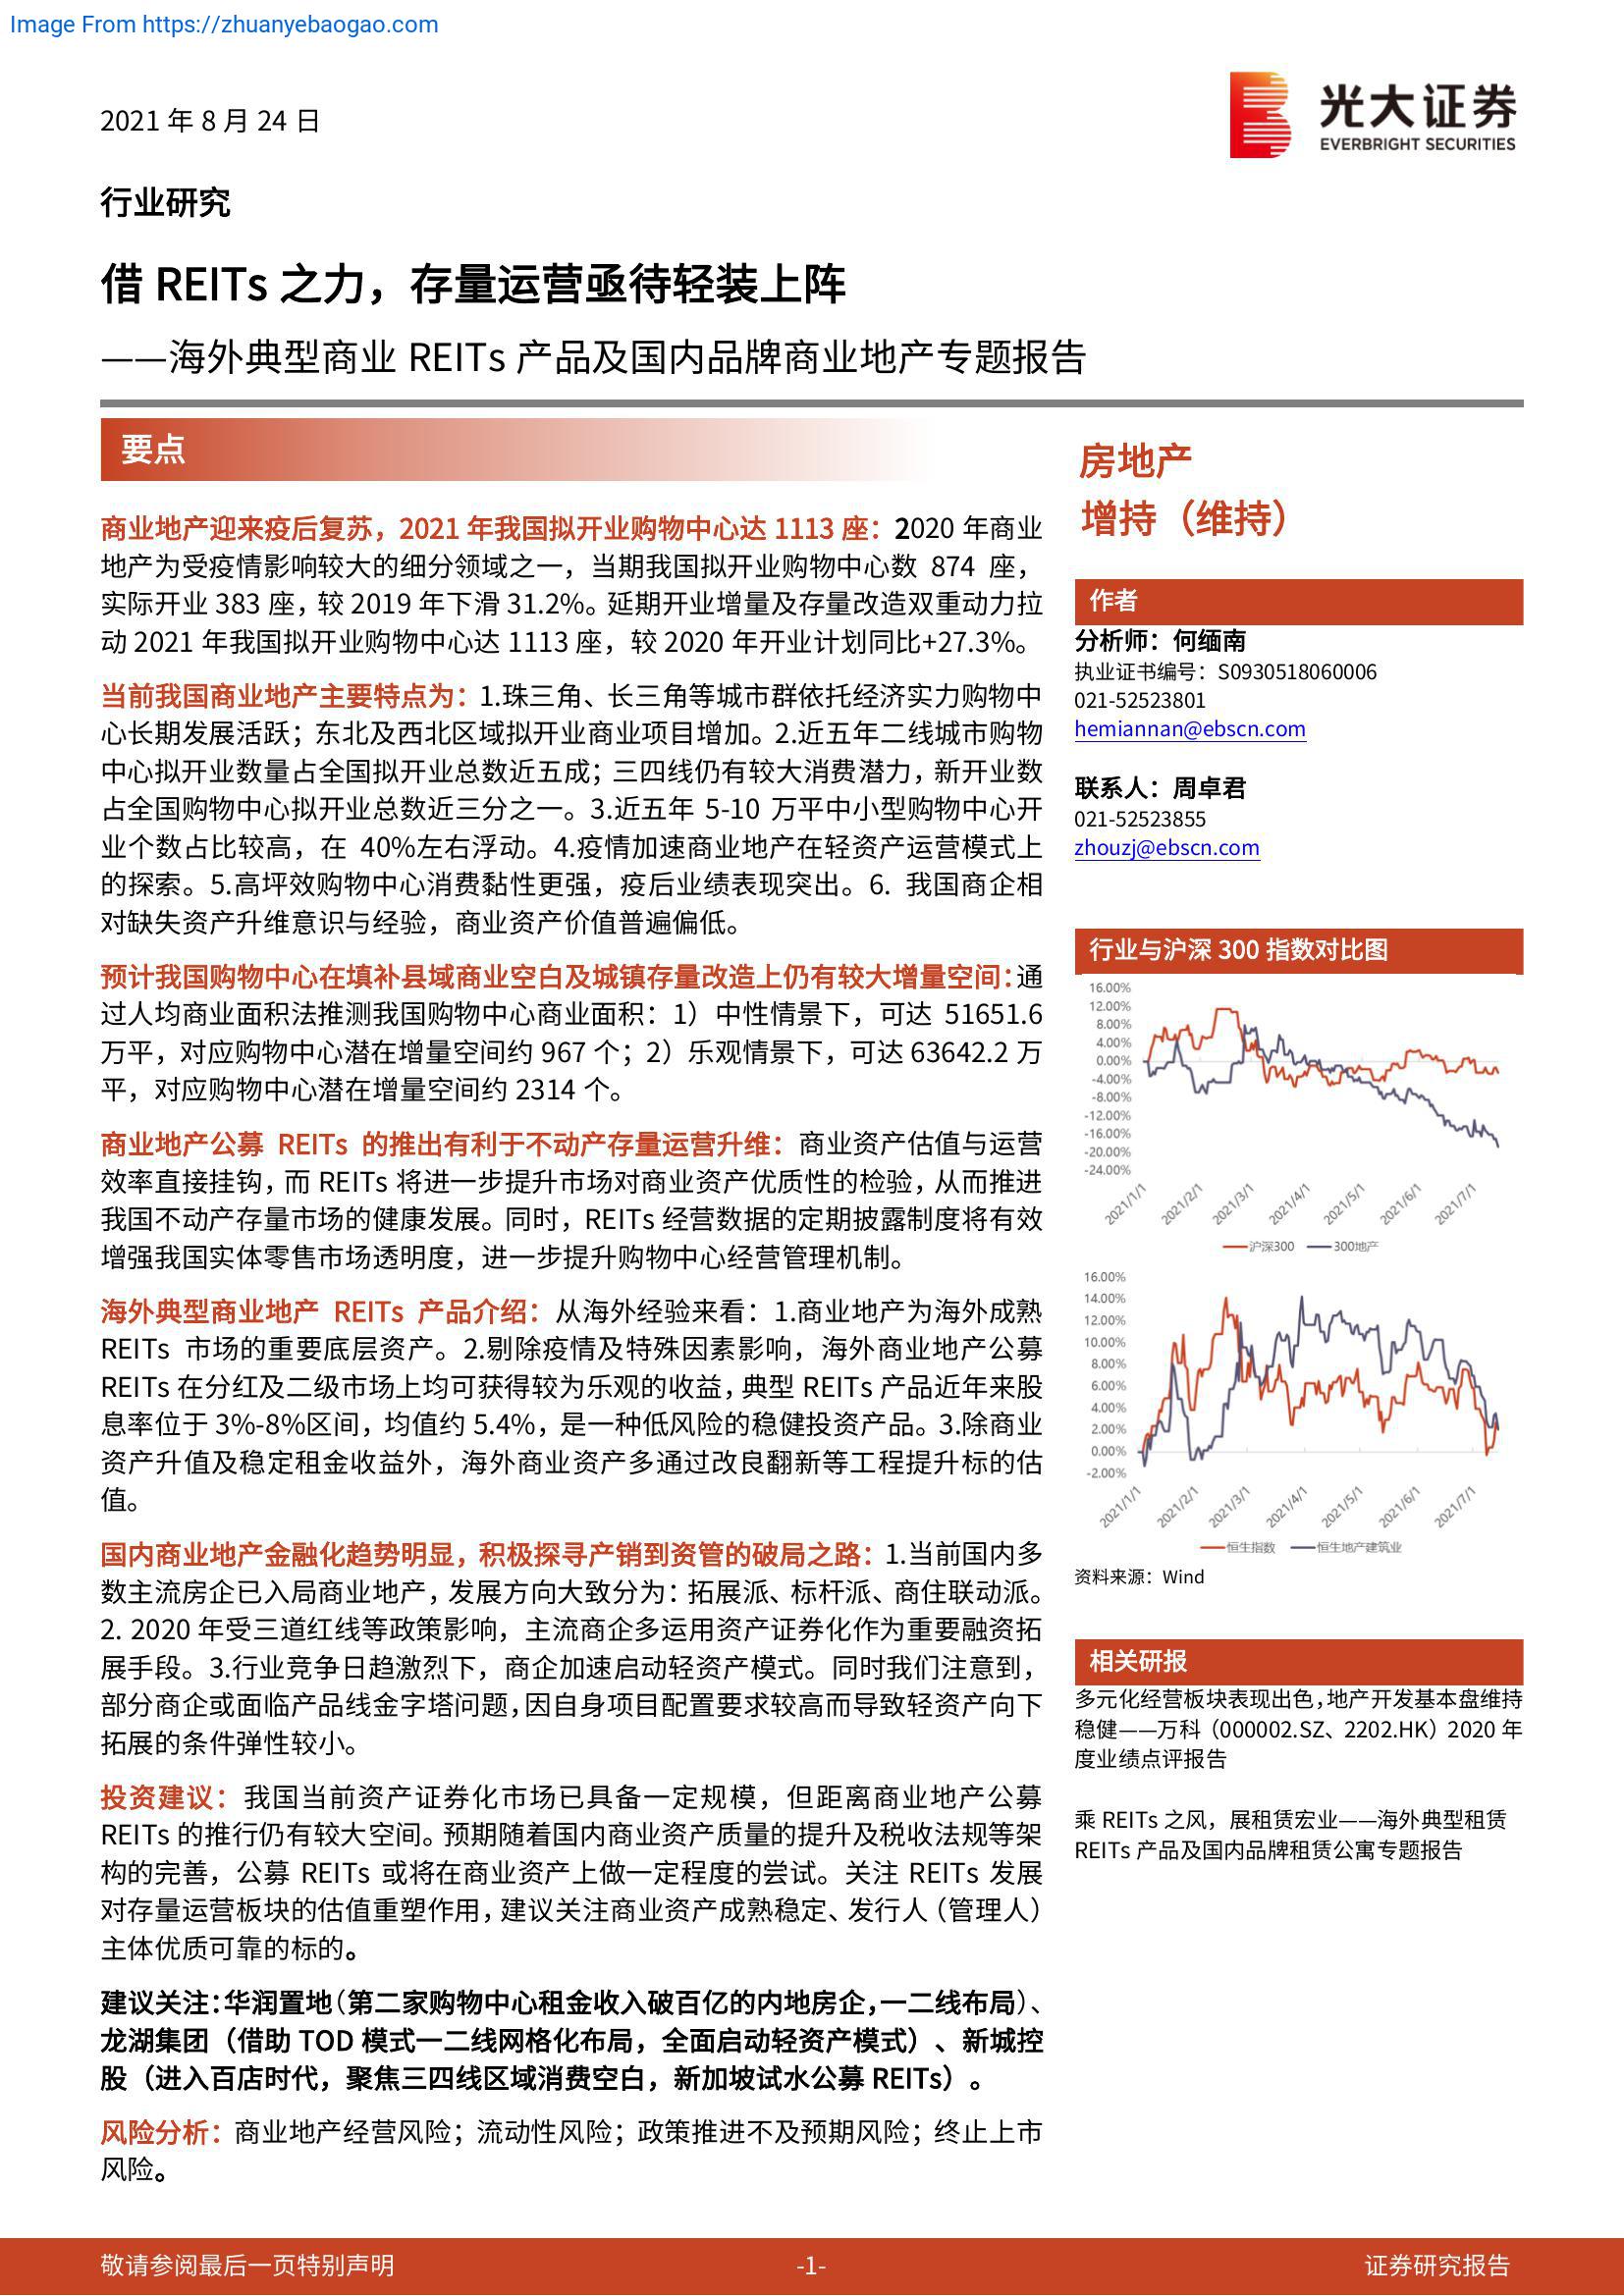 Image From https://zhuanyebaogao.com
2021 年 8 月 24 日
光大证券
EVERBRIGHT SECURITIES
行业研究
借 REITs 之力，存量运营亟待轻装上阵
——海外典型商业 REITs 产品及国内品牌商业地产专题报告
要点
商业地产迎来疫后复苏，2021 年我国拟开业购物中心达 1113 座：2020 年商业
地产为受疫情影响较大的细分领域之一，当期我国拟开业购物中心数 874 座，
实际开业 383 座，较 2019 年下滑 31.2%。延期开业增量及存量改造双重动力拉
动 2021 年我国拟开业购物中心达 1113 座，较 2020 年开业计划同比+27.3%。
当前我国商业地产主要特点为：1.珠三角、长三角等城市群依托经济实力购物中
心长期发展活跃；东北及西北区域拟开业商业项目增加。2.近五年二线城市购物
中心拟开业数量占全国拟开业总数近五成；三四线仍有较大消费潜力，新开业数
占全国购物中心拟开业总数近三分之一。3.近五年 5-10 万平中小型购物中心开
业个数占比较高，在 40%左右浮动。4.疫情加速商业地产在轻资产运营模式上
的探索。5.高坪效购物中心消费黏性更强，疫后业绩表现突出。6. 我国商企相
对缺失资产升维意识与经验，商业资产价值普遍偏低。
预计我国购物中心在填补县域商业空白及城镇存量改造上仍有较大增量空间：通
过人均商业面积法推测我国购物中心商业面积：1）中性情景下，可达 51651.6
万平，对应购物中心潜在增量空间约 967 个；2）乐观情景下，可达 63642.2 万
平，对应购物中心潜在增量空间约 2314 个。
商业地产公募 REITs 的推出有利于不动产存量运营升维：商业资产估值与运营
效率直接挂钩，而 REITs 将进一步提升市场对商业资产优质性的检验，从而推进
我国不动产存量市场的健康发展。同时，REITs 经营数据的定期披露制度将有效
增强我国实体零售市场透明度，进一步提升购物中心经营管理机制。
海外典型商业地产 REITs 产品介绍：从海外经验来看：1.商业地产为海外成熟
REITs 市场的重要底层资产。2.剔除疫情及特殊因素影响，海外商业地产公募
REITs 在分红及二级市场上均可获得较为乐观的收益，典型 REITs 产品近年来股
息率位于 3%-8%区间，均值约 5.4%，是一种低风险的稳健投资产品。3.除商业
资产升值及稳定租金收益外，海外商业资产多通过改良翻新等工程提升标的估
值。
国内商业地产金融化趋势明显，积极探寻产销到资管的破局之路：1.当前国内多
数主流房企已入局商业地产，发展方向大致分为：拓展派、标杆派、商住联动派。
2. 2020 年受三道红线等政策影响，主流商企多运用资产证券化作为重要融资拓
展手段。3.行业竞争日趋激烈下，商企加速启动轻资产模式。同时我们注意到，
部分商企或面临产品线金字塔问题，因自身项目配置要求较高而导致轻资产向下
拓展的条件弹性较小。
投资建议：我国当前资产证券化市场已具备一定规模，但距离商业地产公募
REITs 的推行仍有较大空间。预期随着国内商业资产质量的提升及税收法规等架
构的完善，公募 REITs 或将在商业资产上做一定程度的尝试。关注 REITs 发展
对存量运营板块的估值重塑作用，建议关注商业资产成熟稳定、发行人（管理人）
主体优质可靠的标的。
建议关注：华润置地（第二家购物中心租金收入破百亿的内地房企，一二线布局）、
龙湖集团（借助 TOD 模式一二线网格化布局，全面启动轻资产模式）、新城控
股（进入百店时代，聚焦三四线区域消费空白，新加坡试水公募 REITs）。
风险分析：商业地产经营风险；流动性风险；政策推进不及预期风险；终止上市
风险。
房地产
增持（维持）
作者
分析师：何缅南
执业证书编号：S0930518060006
021-52523801
hemiannan@ebscn.com
联系人：周卓君
021-52523855
zhouzj@ebscn.com
行业与沪深 300 指数对比图
16.00%
12.00%
8.00%
4.00%
0.00%
-4.00%
-8.00%
-12.00%
-16.00%
-20.00%
-24.00%
2021/1/1 2021/2/1 2021/3/1 2021/4/1 2021/5/1 2021/6/1 2021/7/1
沪深300 300地产
16.00%
14.00%
12.00%
10.00%
8.00%
6.00%
4.00%
2.00%
0.00%
-2.00%
2021/1/1 2021/2/1 2021/3/1 2021/4/1 2021/5/1 2021/6/1 2021/7/1
恒生指数 恒生地产建筑业
资料来源：Wind
相关研报
多元化经营板块表现出色，地产开发基本盘维持
稳健——万科（000002.SZ、2202.HK）2020 年
度业绩点评报告
乘 REITs 之风，展租赁宏业——海外典型租赁
REITs 产品及国内品牌租赁公寓专题报告
敬请参阅最后一页特别声明
-1-
证券研究报告